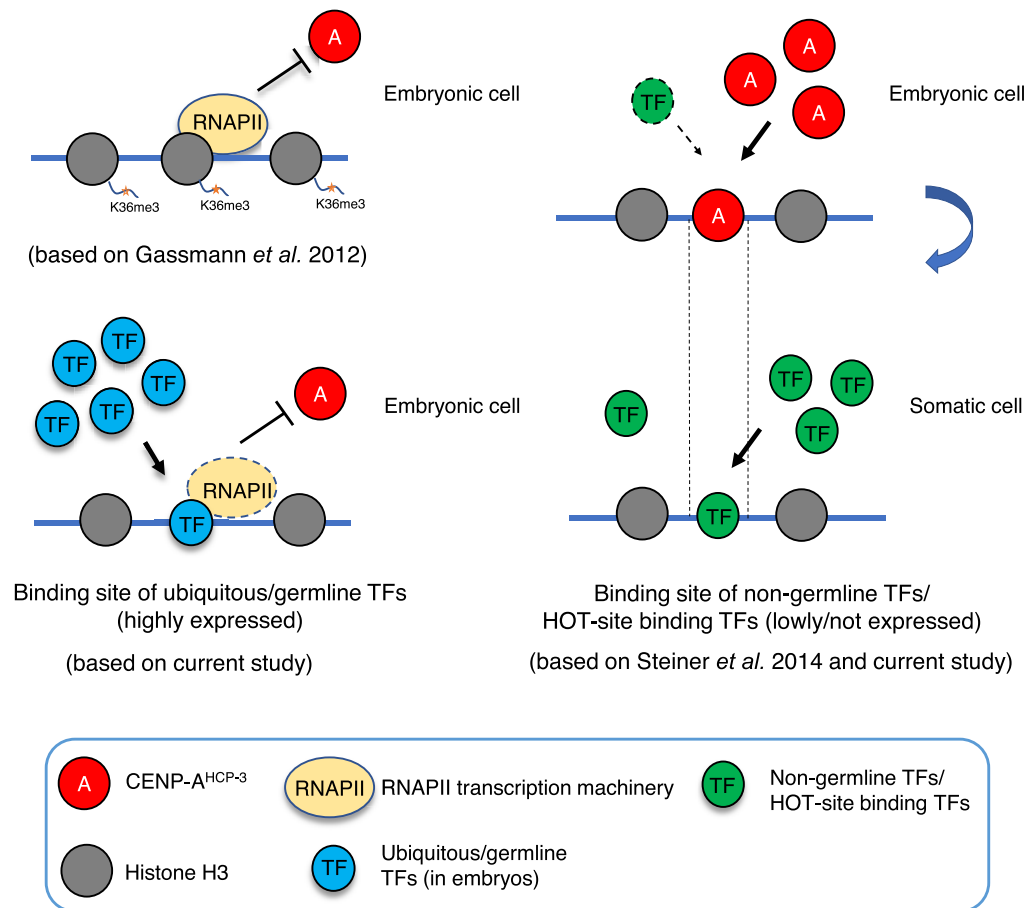 A
Embryonic cell
RNAPII
K36me3
K36me3
K36me3
(based on Gassmann et al. 2012)
TF
TF
TF
TF
TF
A
Embryonic cell
RNAPII
TF
Binding site of ubiquitous/germline TFs
(highly expressed)
(based on current study)
A
A
A
TF
Embryonic cell
A
TF
TF
TF
TF
Somatic cell
TF
Binding site of non-germline TFs/
HOT-site binding TFs (lowly/not expressed)
(based on Steiner et al. 2014 and current study)
A
CENP-A^HCP-3
RNAPII
RNAPII transcription machinery
TF
Non-germline TFs/
HOT-site binding TFs
Histone H3
TF
Ubiquitous/germline
TFs (in embryos)